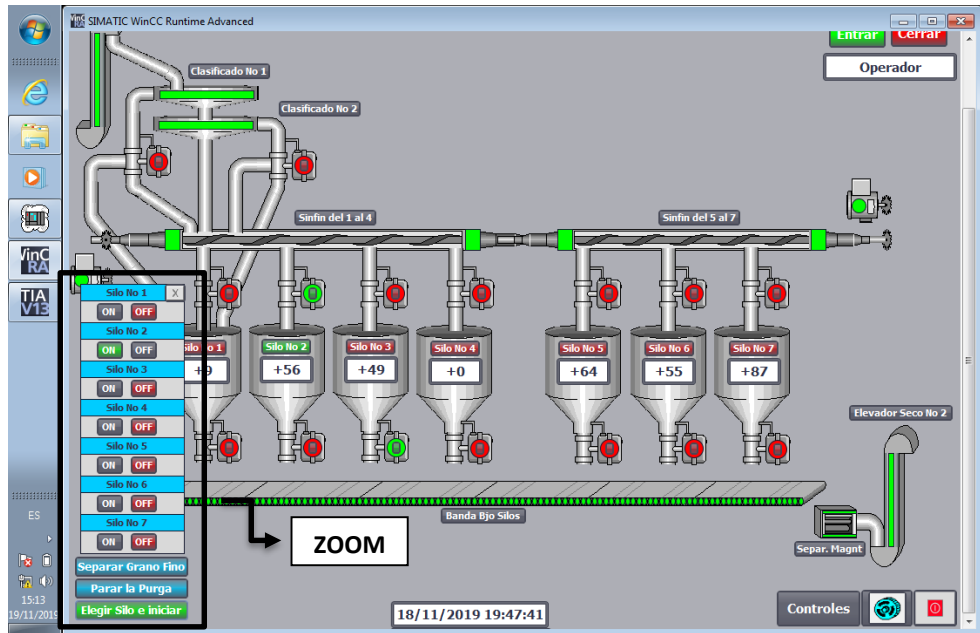 SIMATIC WinCC Runtime Advanced
Entrar Cerrar
Operador
Clasificado No 1
Clasificado No 2
Sinfin del 1 al 4
Sinfin del 5 al 7
WinC
RA
TIA
V13
Silo No 1 X
ON OFF
Silo No 2
ON OFF
Silo No 3
ON OFF
Silo No 4
ON OFF
Silo No 5
ON OFF
Silo No 6
ON OFF
Silo No 7
ON OFF
Separar Grano Fino
Parar la Purga
Elegir Silo e iniciar
Silo No 1
+9
Silo No 2
+56
Silo No 3
+49
Silo No 4
+0
Silo No 5
+64
Silo No 6
+55
Silo No 7
+87
Elevador Seco No 2
Banda Bjo Silos
ZOOM
Separ. Magnt
18/11/2019 19:47:41
Controles
ES
15:13
19/11/2019